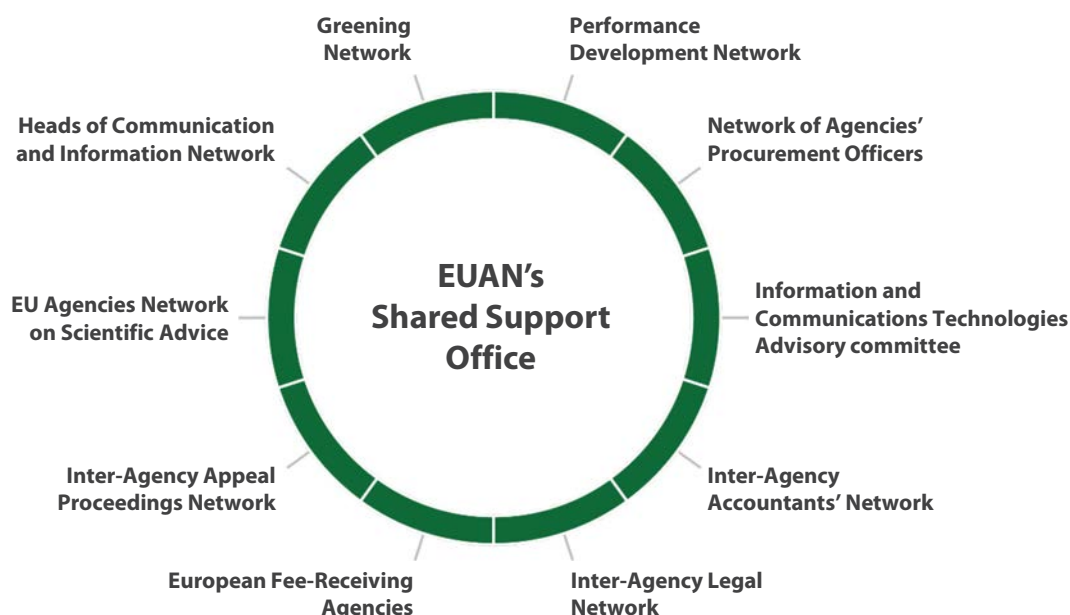 Greening
Network
Performance
Development Network
Heads of Communication
and Information Network
Network of Agencies’
Procurement Officers
EUAN’s
Shared Support
Office
EU Agencies Network
on Scientific Advice
Information and
Communications Technologies
Advisory committee
Inter-Agency Appeal
Proceedings Network
Inter-Agency
Accountants’ Network
European Fee-Receiving
Agencies
Inter-Agency Legal
Network